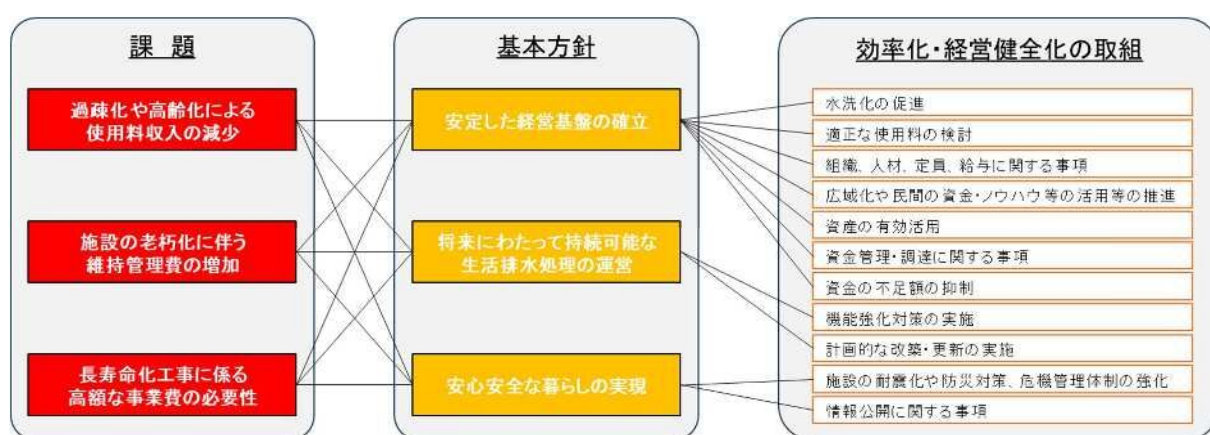 課 題
過疎化や高齢化による
使用料収入の減少
施設の老朽化に伴う
維持管理費の増加
長寿命化工事に係る
高額な事業費の必要性
基本方針
安定した経営基盤の確立
将来にわたって持続可能な
生活排水処理の運営
安心安全な暮らしの実現
効率化・経営健全化の取組
水洗化の促進
適正な使用料の検討
組織、人材、定員、給与に関する事項
広域化や民間の資金・ノウハウ等の活用等の推進
資産の有効活用
資金管理・調達に関する事項
資金の不足額の抑制
機能強化対策の実施
計画的な改築・更新の実施
施設の耐震化や防災対策、危機管理体制の強化
情報公開に関する事項